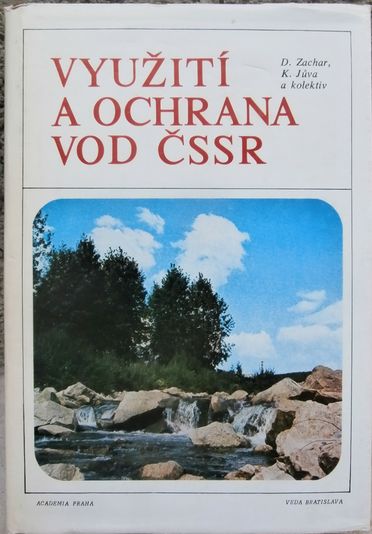 VYUŽITÍ
A OCHRANA
VOD ČSSR
D. Zachar,
K. Jůva
a kolektiv
ACADEMIA PRAHA
VEDA BRATISLAVA